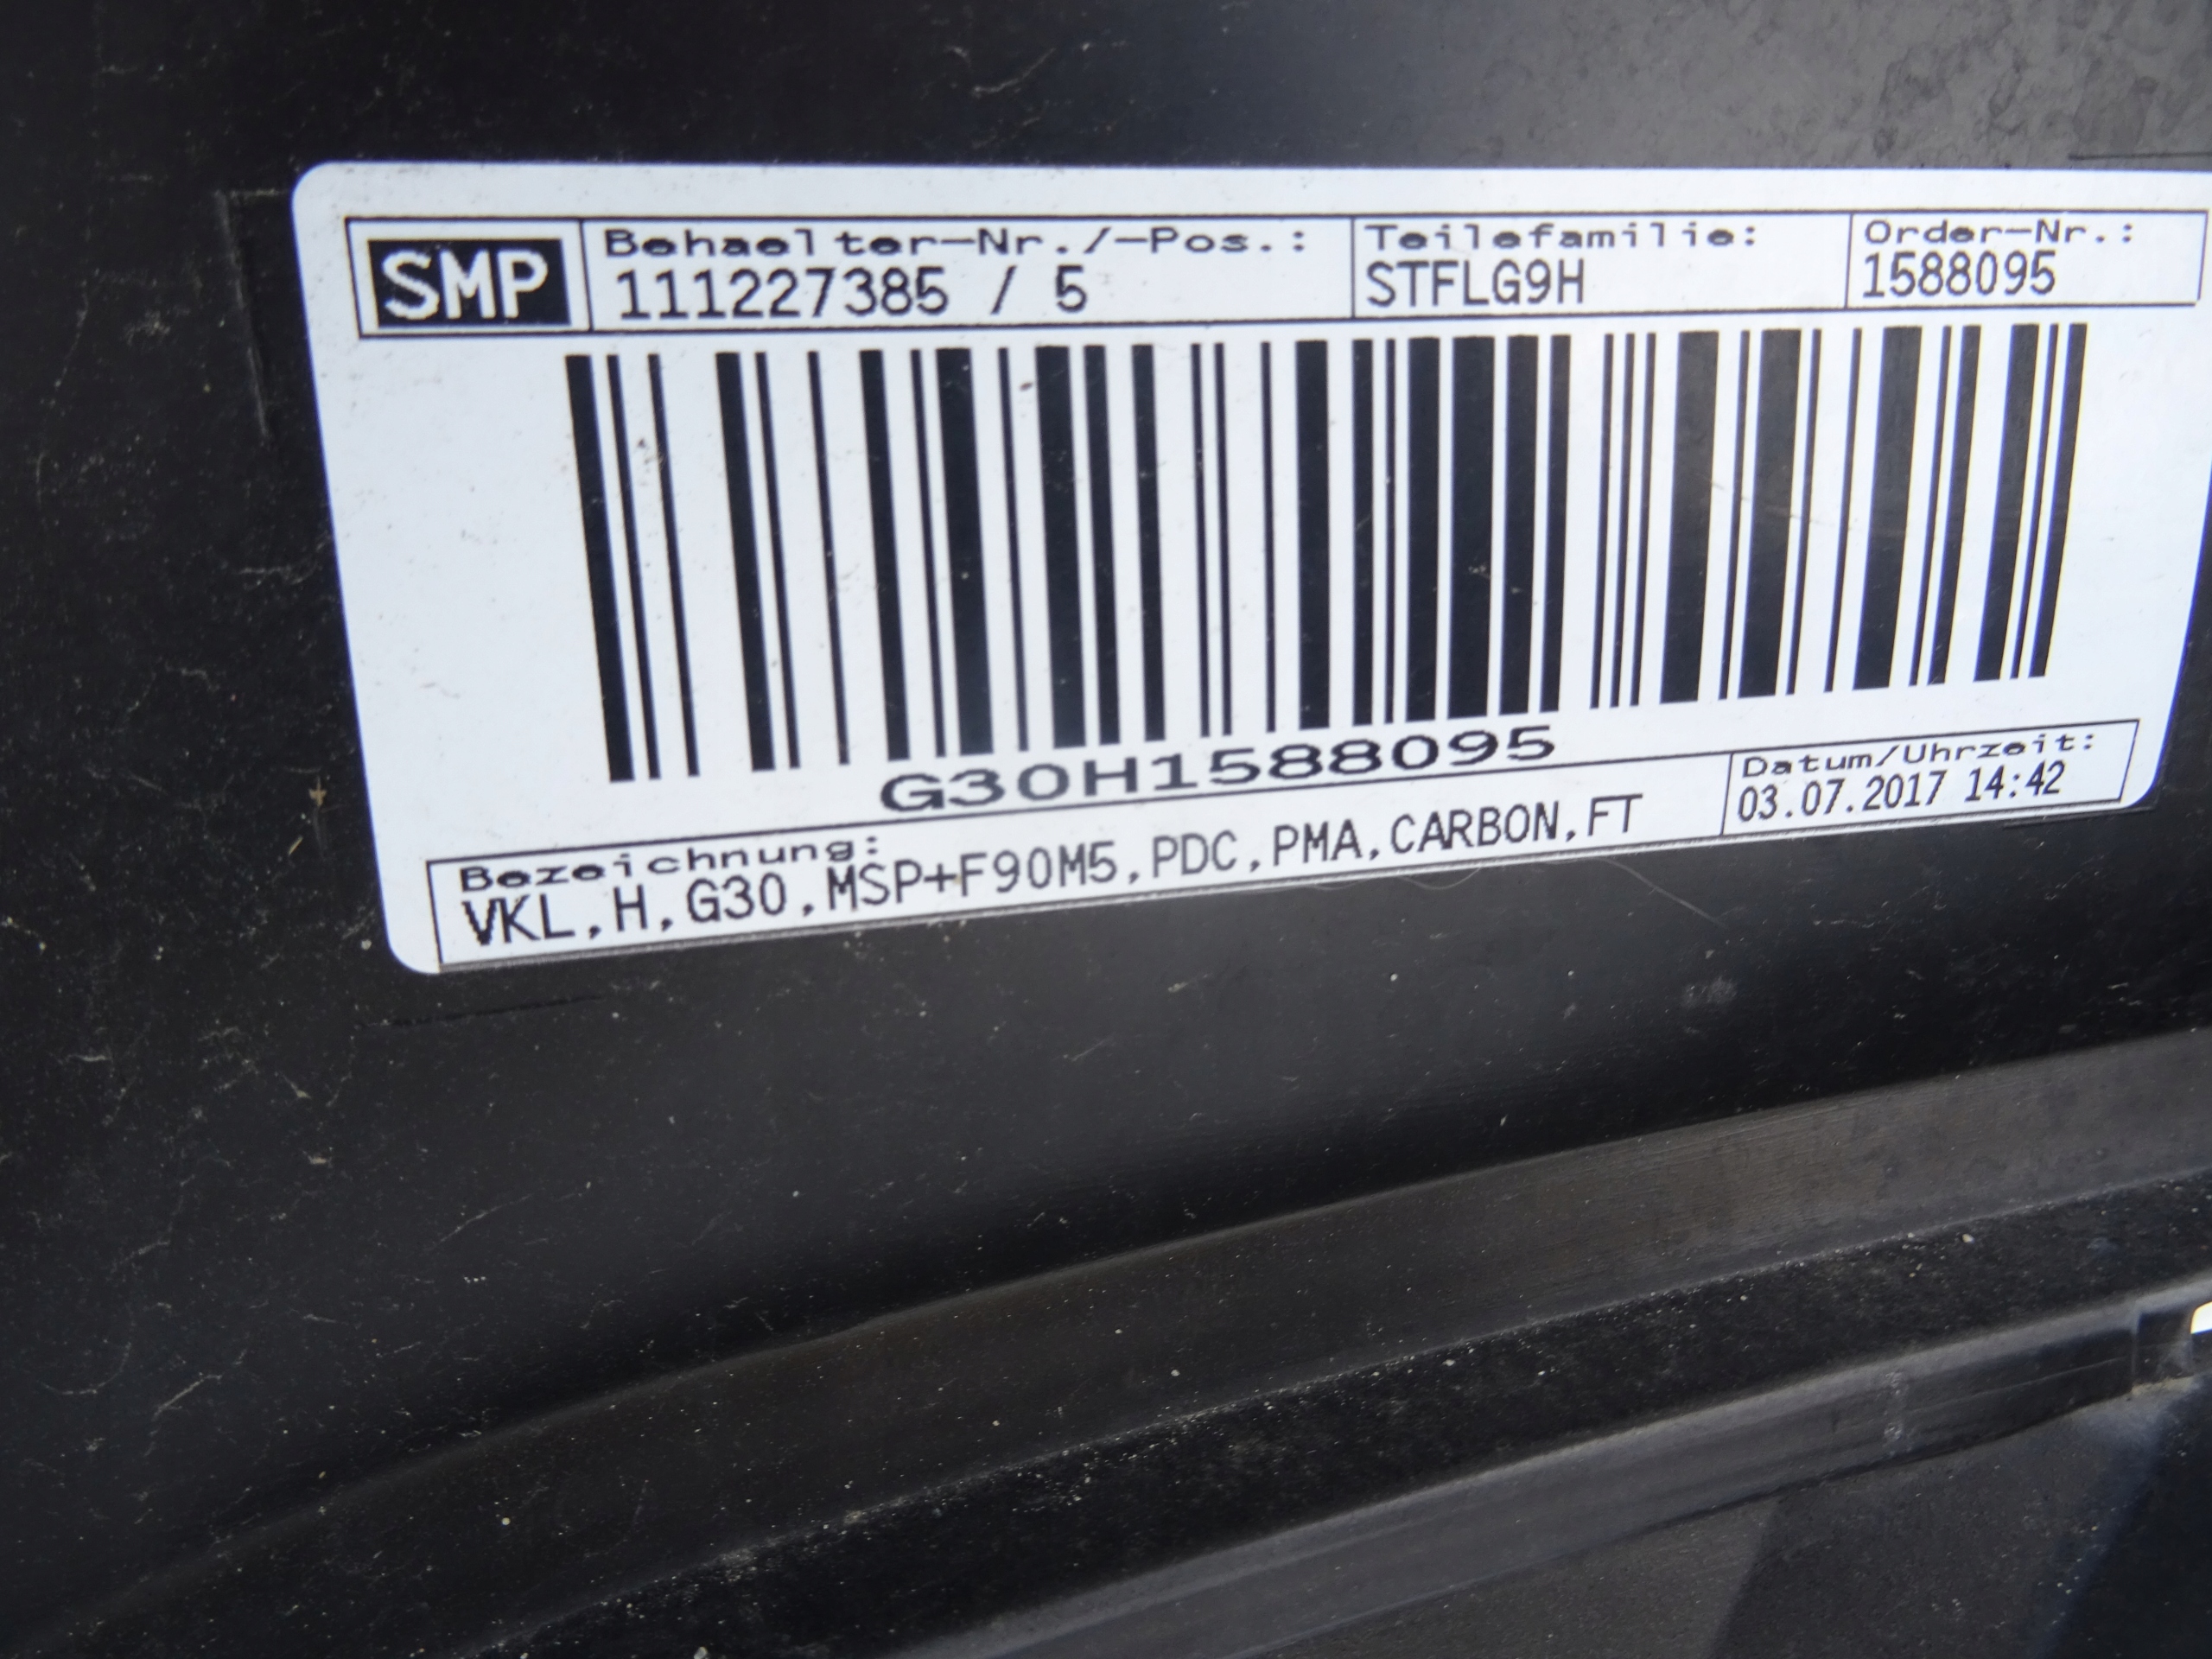 SMP
Behaelter-Nr./-Pos.:
111227385 / 5
Teilefamilie:
STFLG9H
Order-Nr.:
1588095
G30H1588095
Bezeichnung:
VKL,H,G30,MSP+F90M5,PDC,PMA,CARBON,FT
Datum/Uhrzeit:
03.07.2017 14:42